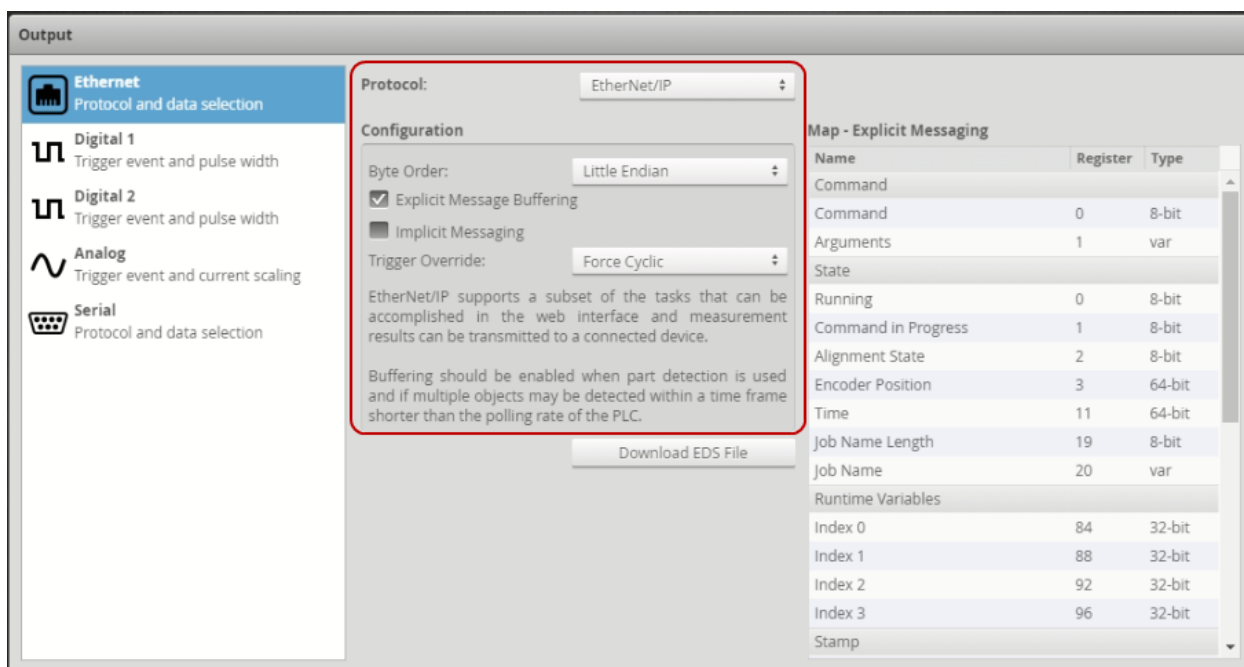 Output
Ethernet
Protocol and data selection
Digital 1
Trigger event and pulse width
Digital 2
Trigger event and pulse width
Analog
Trigger event and current scaling
Serial
Protocol and data selection
Protocol: EtherNet/IP
Configuration
Byte Order: Little Endian
Explicit Message Buffering
Implicit Messaging
Trigger Override: Force Cyclic
EtherNet/IP supports a subset of the tasks that can be
accomplished in the web interface and measurement
results can be transmitted to a connected device.
Buffering should be enabled when part detection is used
and if multiple objects may be detected within a time frame
shorter than the polling rate of the PLC.
Download EDS File
Map - Explicit Messaging
Name Register Type
Command
Command 0 8-bit
Arguments 1 var
State
Running 0 8-bit
Command in Progress 1 8-bit
Alignment State 2 8-bit
Encoder Position 3 64-bit
Time 11 64-bit
Job Name Length 19 8-bit
Job Name 20 var
Runtime Variables
Index 0 84 32-bit
Index 1 88 32-bit
Index 2 92 32-bit
Index 3 96 32-bit
Stamp